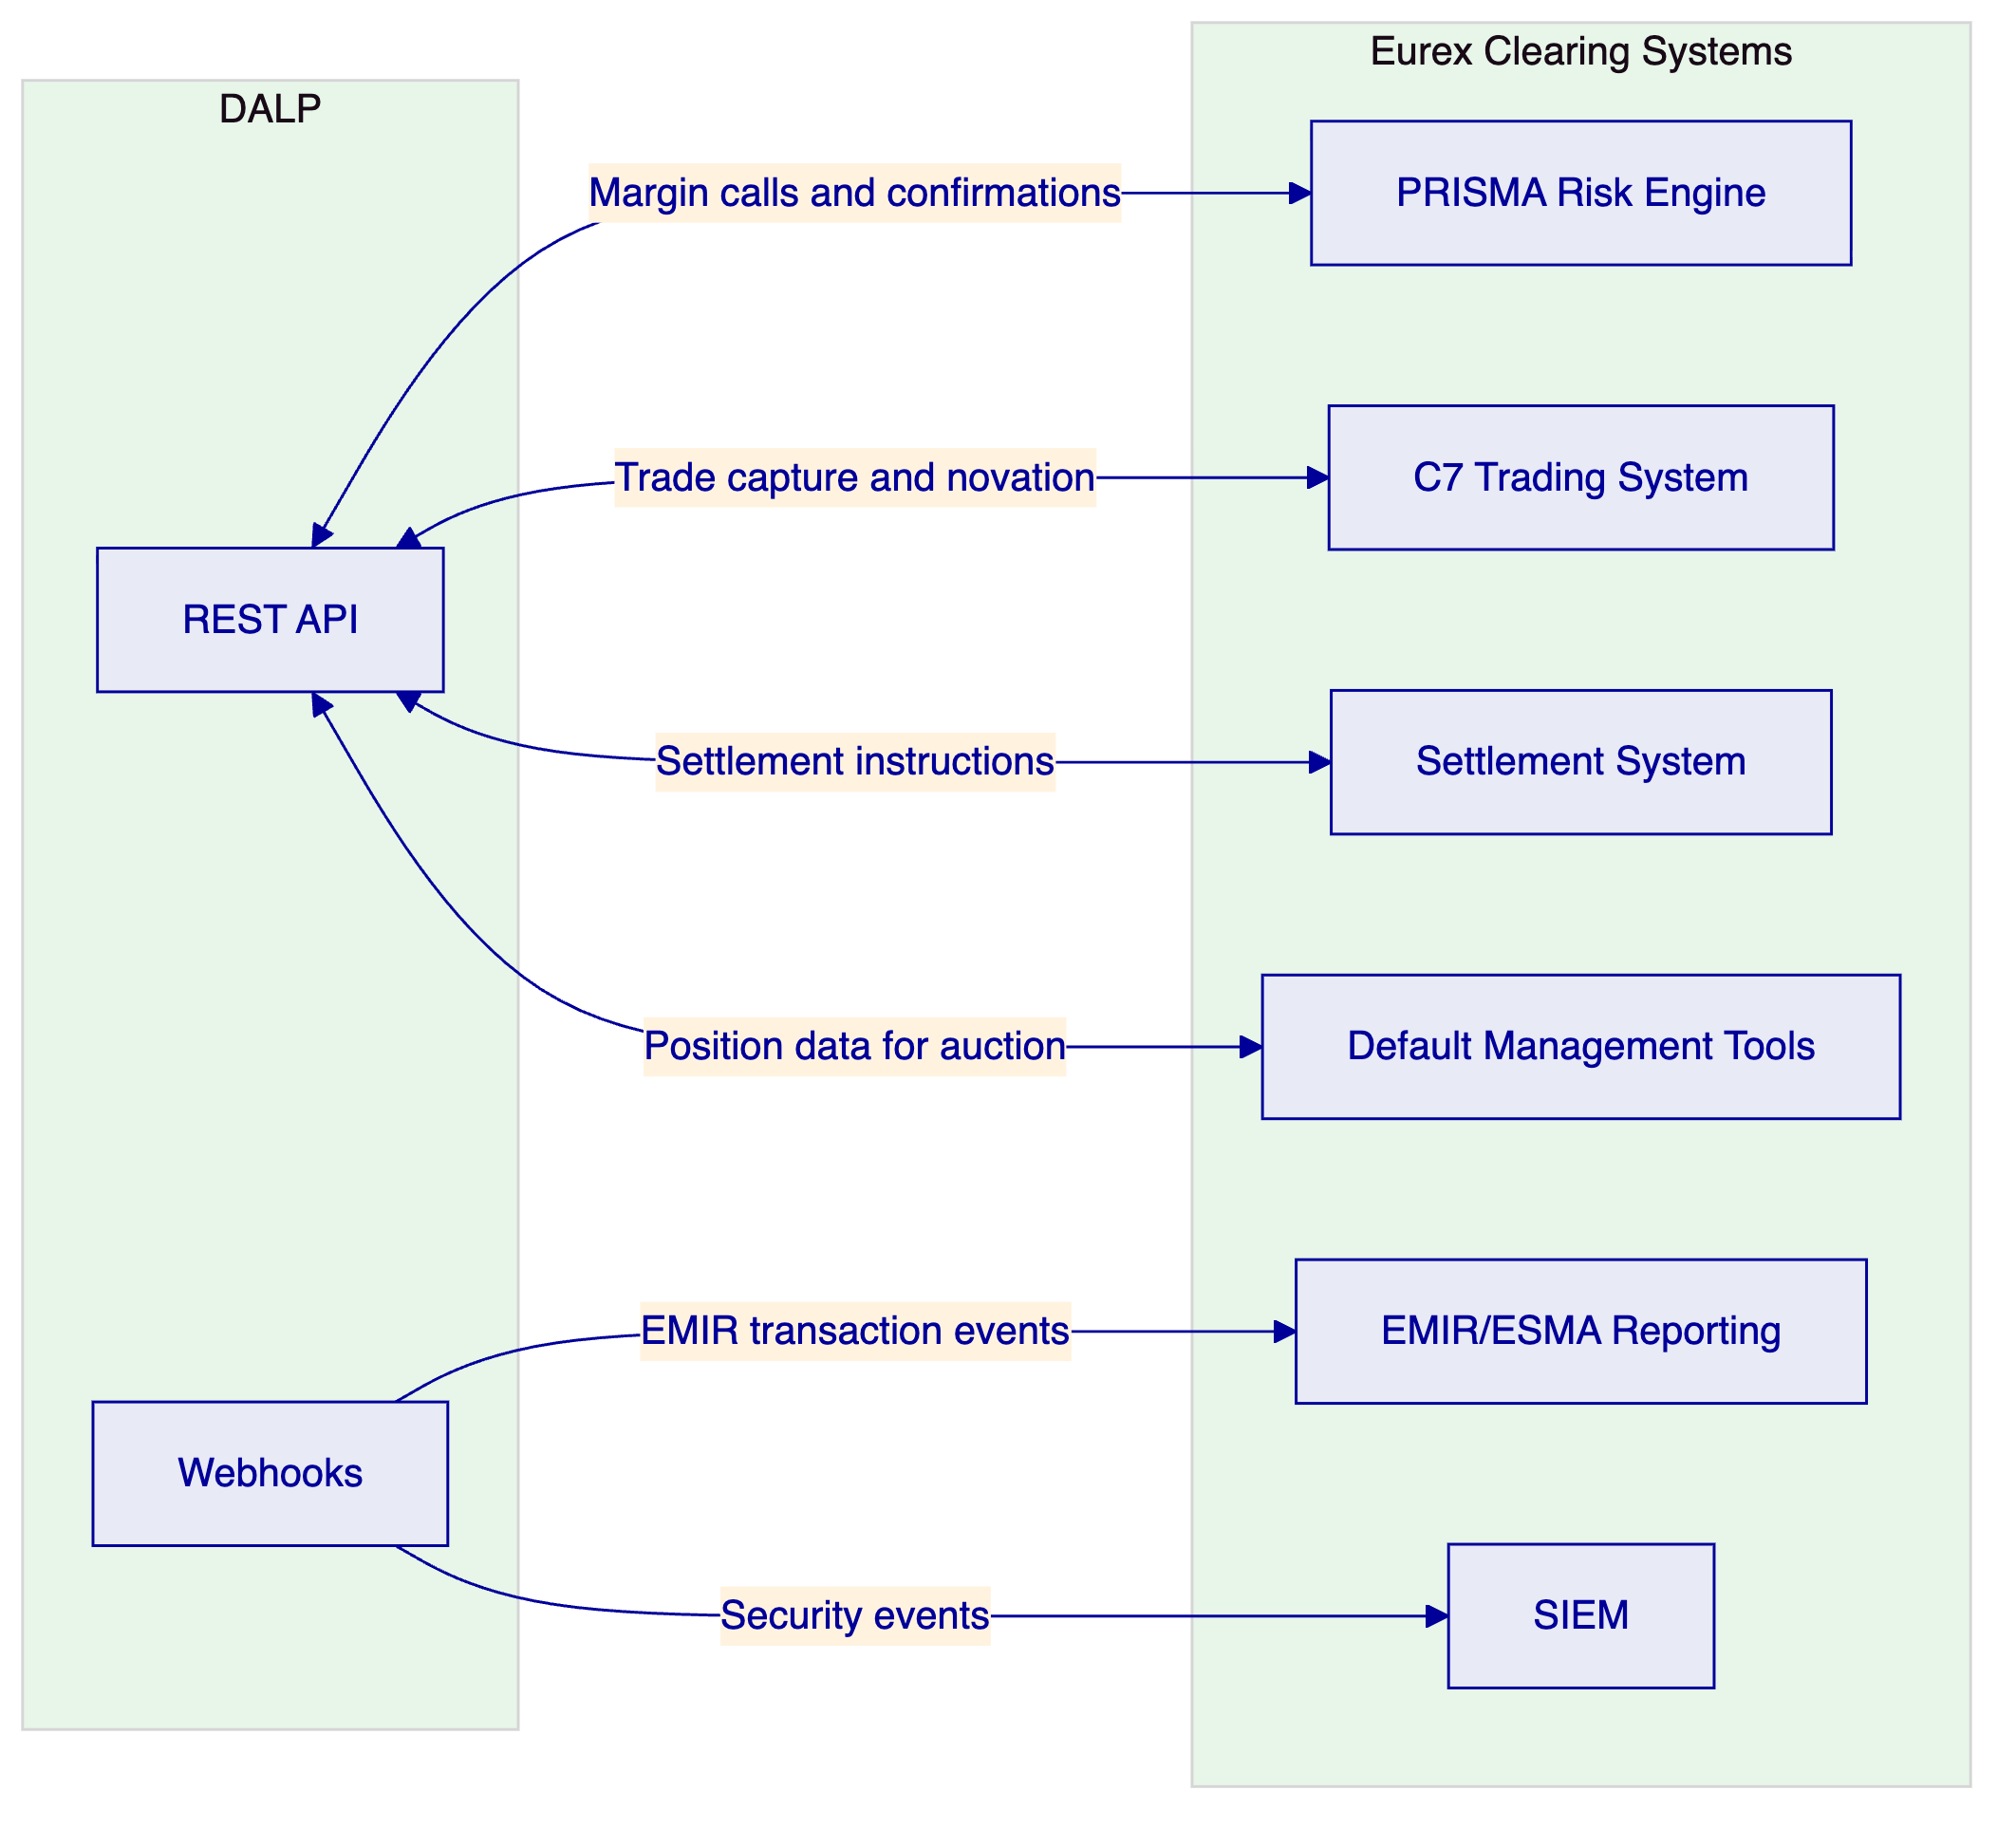 Eurex Clearing Systems
DALP
Margin calls and confirmations
PRISMA Risk Engine
Trade capture and novation
C7 Trading System
REST API
Settlement instructions
Settlement System
Position data for auction
Default Management Tools
EMIR transaction events
EMIR/ESMA Reporting
Webhooks
Security events
SIEM